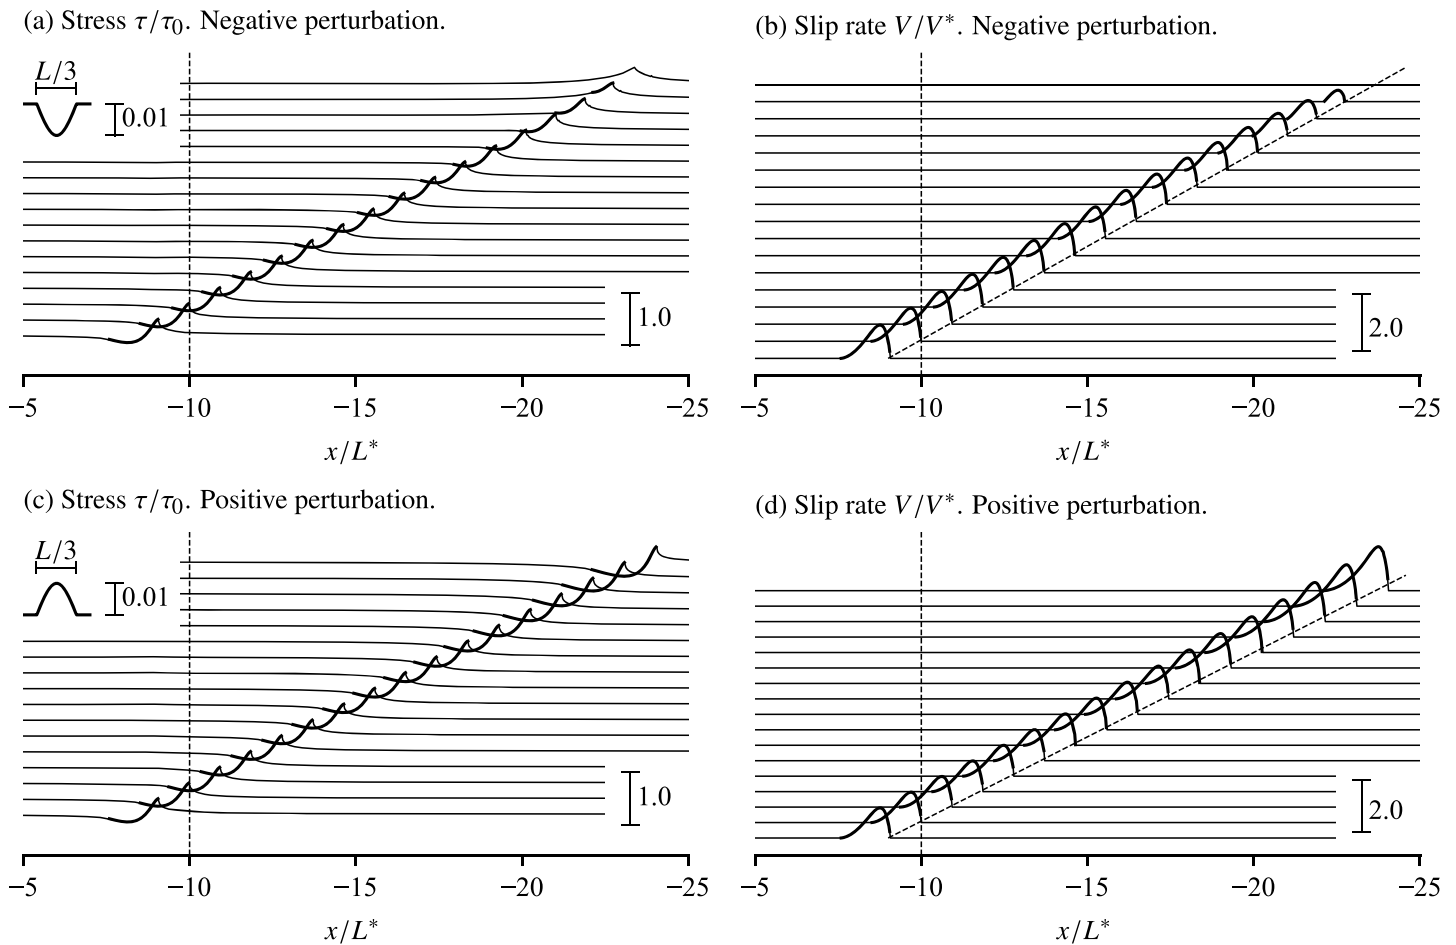 (a) Stress τ/τ₀. Negative perturbation.
L/3
0.01
1.0
−5 −10 −15 −20 −25
x/L*
(b) Slip rate V/V*. Negative perturbation.
2.0
−5 −10 −15 −20 −25
x/L*
(c) Stress τ/τ₀. Positive perturbation.
L/3
0.01
1.0
−5 −10 −15 −20 −25
x/L*
(d) Slip rate V/V*. Positive perturbation.
2.0
−5 −10 −15 −20 −25
x/L*